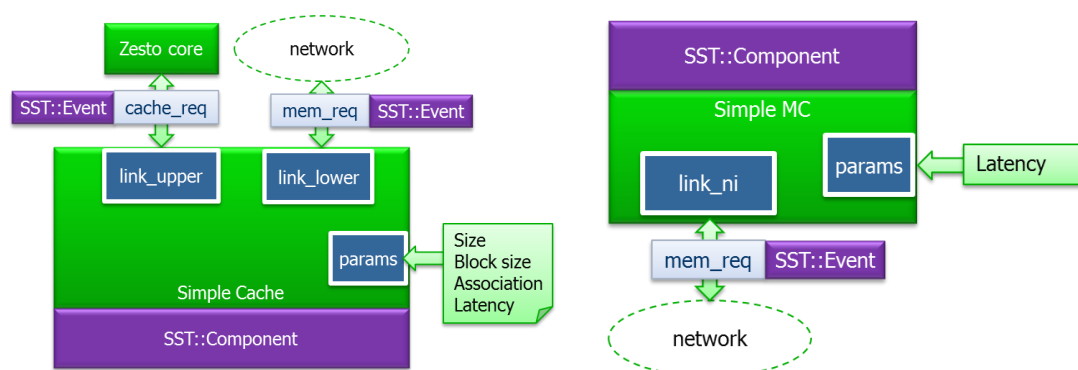 Zesto core
network
SST::Event
cache_req
mem_req
SST::Event
link_upper
link_lower
params
Size
Block size
Association
Latency
Simple Cache
SST::Component
SST::Component
Simple MC
link_ni
params
Latency
mem_req
SST::Event
network